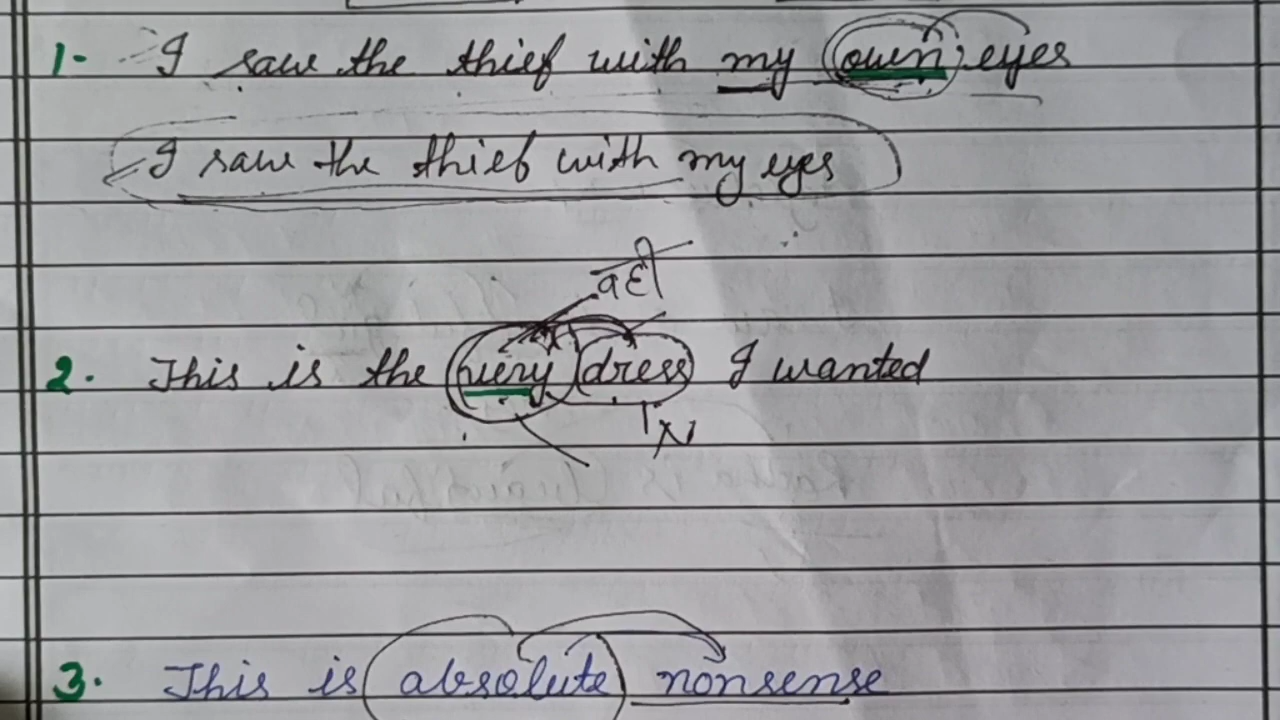 1. I saw the thief with my own eyes
I saw the thief with my eyes
वही
2. This is the very dress I wanted
N
3. This is absolute nonsense